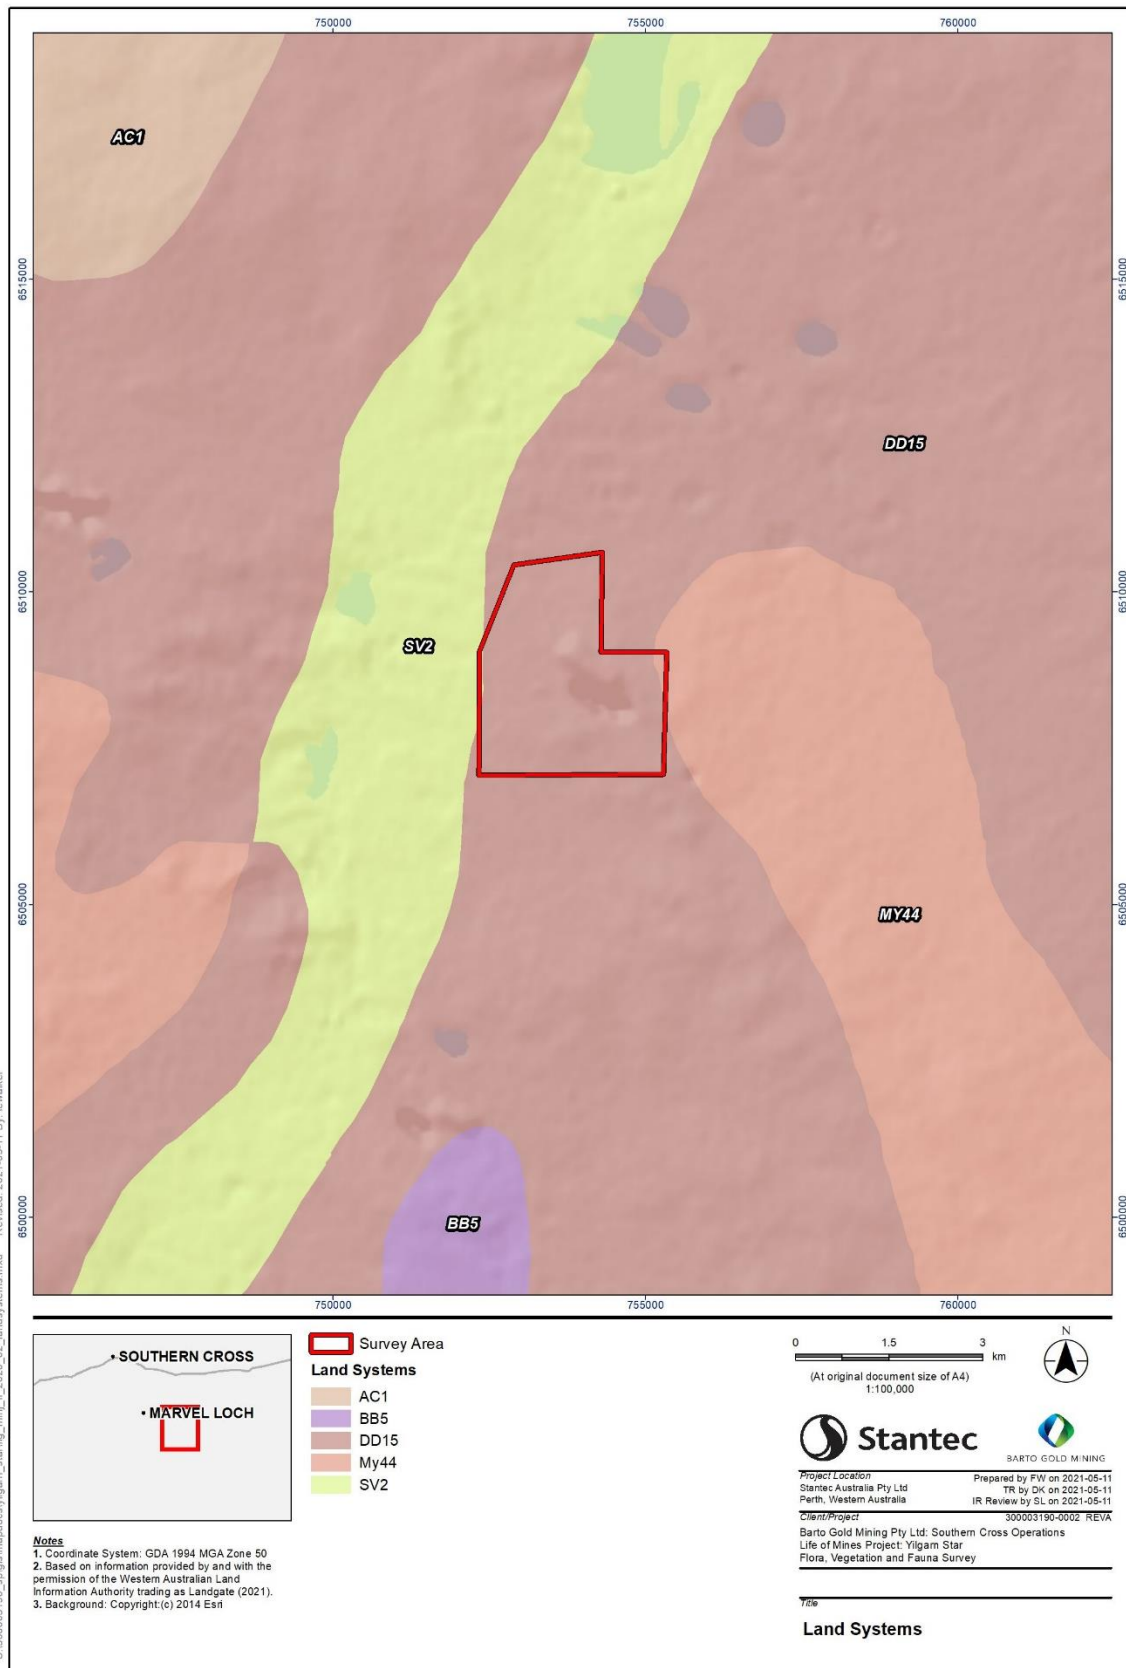 750000 755000 760000
AC1
6515000 6515000
DD15
6510000 6510000
SV2
6505000 6505000
MY44
6500000 6500000
BB5
750000 755000 760000
SOUTHERN CROSS
MARVEL LOCH
Survey Area
Land Systems
AC1
BB5
DD15
My44
SV2
0 1.5 3
km
(At original document size of A4)
1:100,000
N
Stantec
BARTO GOLD MINING
Project Location
Stantec Australia Pty Ltd
Perth, Western Australia
Prepared by FW on 2021-05-11
TR by DK on 2021-05-11
IR Review by SL on 2021-05-11
Client/Project 300003190-0002 REVA
Barto Gold Mining Pty Ltd: Southern Cross Operations
Life of Mines Project: Yilgarn Star
Flora, Vegetation and Fauna Survey
Title
Land Systems
Notes
1. Coordinate System: GDA 1994 MGA Zone 50
2. Based on information provided by and with the
permission of the Western Australian Land
Information Authority trading as Landgate (2021).
3. Background: Copyright:(c) 2014 Esri